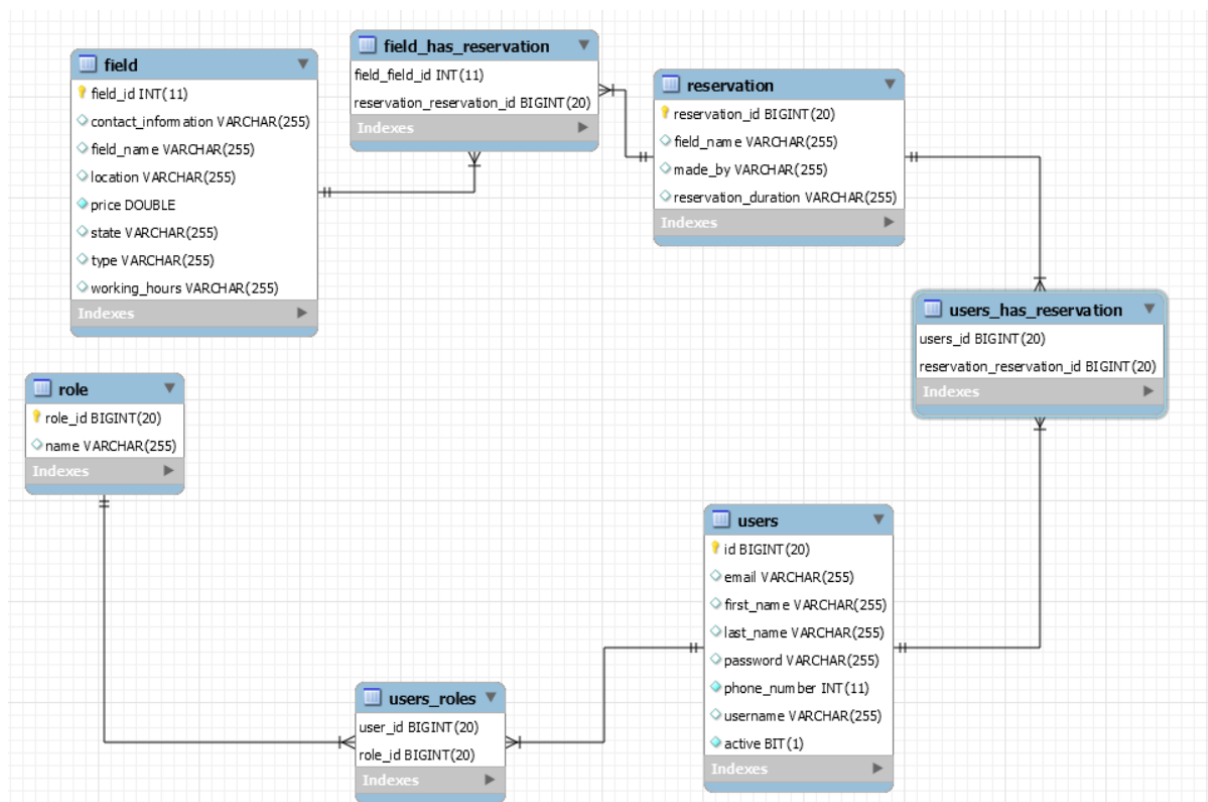 field
field_id INT(11)
contact_information VARCHAR(255)
field_name VARCHAR(255)
location VARCHAR(255)
price DOUBLE
state VARCHAR(255)
type VARCHAR(255)
working_hours VARCHAR(255)
Indexes
field_has_reservation
field_field_id INT(11)
reservation_reservation_id BIGINT(20)
Indexes
reservation
reservation_id BIGINT(20)
field_name VARCHAR(255)
made_by VARCHAR(255)
reservation_duration VARCHAR(255)
Indexes
users_has_reservation
users_id BIGINT(20)
reservation_reservation_id BIGINT(20)
Indexes
role
role_id BIGINT(20)
name VARCHAR(255)
Indexes
users
id BIGINT(20)
email VARCHAR(255)
first_name VARCHAR(255)
last_name VARCHAR(255)
password VARCHAR(255)
phone_number INT(11)
username VARCHAR(255)
active BIT(1)
Indexes
users_roles
user_id BIGINT(20)
role_id BIGINT(20)
Indexes